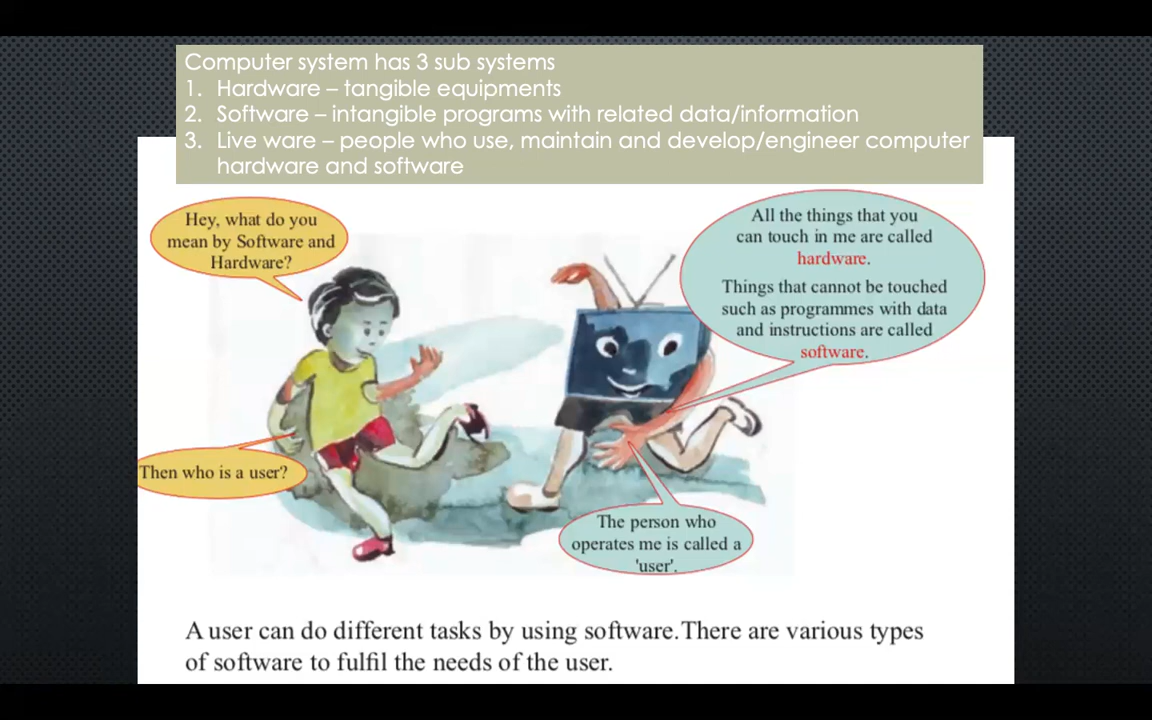 Computer system has 3 sub systems
1. Hardware – tangible equipments
2. Software – intangible programs with related data/information
3. Live ware – people who use, maintain and develop/engineer computer
hardware and software
Hey, what do you
mean by Software and
Hardware?
All the things that you
can touch in me are called
hardware.
Things that cannot be touched
such as programmes with data
and instructions are called
software.
Then who is a user?
The person who
operates me is called a
'user'.
A user can do different tasks by using software.There are various types
of software to fulfil the needs of the user.